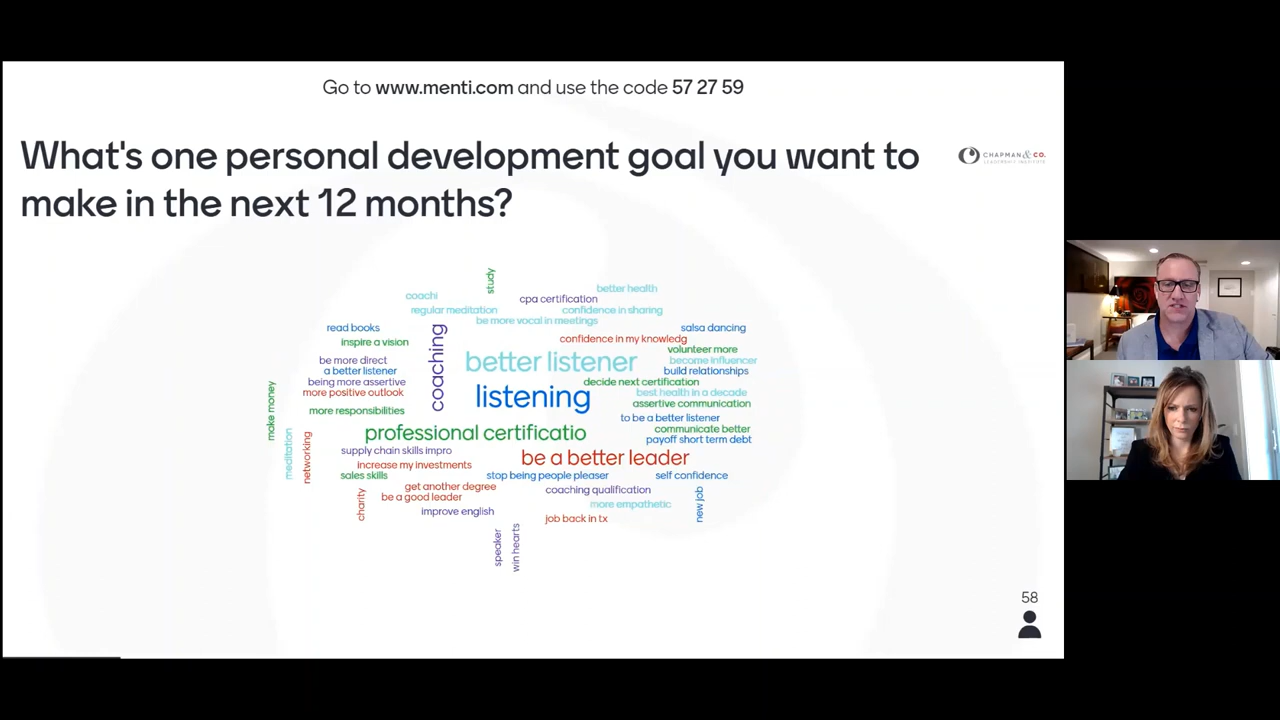 Go to www.menti.com and use the code 57 27 59
What's one personal development goal you want to
make in the next 12 months?
CHAPMAN & CO.
LEADERSHIP INSTITUTE
study
better health
coachi
cpa certification
regular meditation
confidence in sharing
be more vocal in meetings
read books
salsa dancing
inspire a vision
confidence in my knowledg
coaching
better listener
volunteer more
be more direct
become influencer
a better listener
build relationships
being more assertive
decide next certification
more positive outlook
best health in a decade
make money
listening
assertive communication
more responsibilities
to be a better listener
professional certificatio
communicate better
meditation
networking
payoff short term debt
supply chain skills impro
be a better leader
increase my investments
sales skills
stop being people pleaser
self confidence
get another degree
coaching qualification
charity
be a good leader
new job
more empathetic
improve english
job back in tx
speaker
win hearts
58